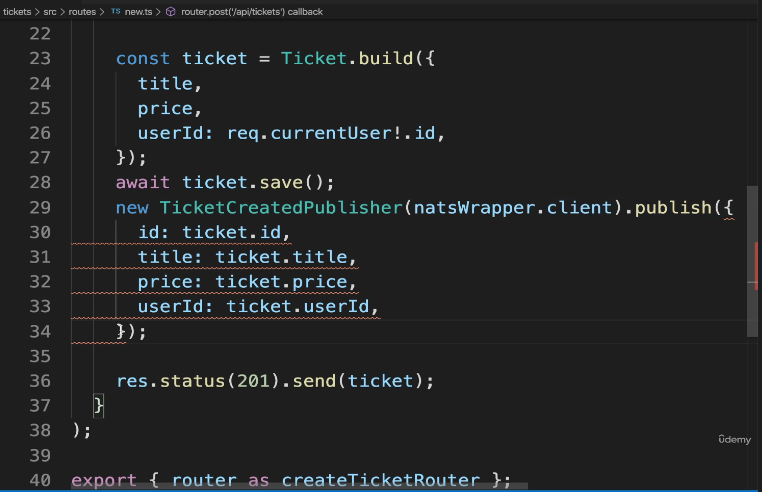 tickets > src > routes > TS new.ts > router.post('/api/tickets') callback
22
23 const ticket = Ticket.build({
24 title,
25 price,
26 userId: req.currentUser!.id,
27 });
28 await ticket.save();
29 new TicketCreatedPublisher(natsWrapper.client).publish({
30 id: ticket.id,
31 title: ticket.title,
32 price: ticket.price,
33 userId: ticket.userId,
34 });
35
36 res.status(201).send(ticket);
37 }
38 );
39
40 export { router as createTicketRouter };
ûdemy